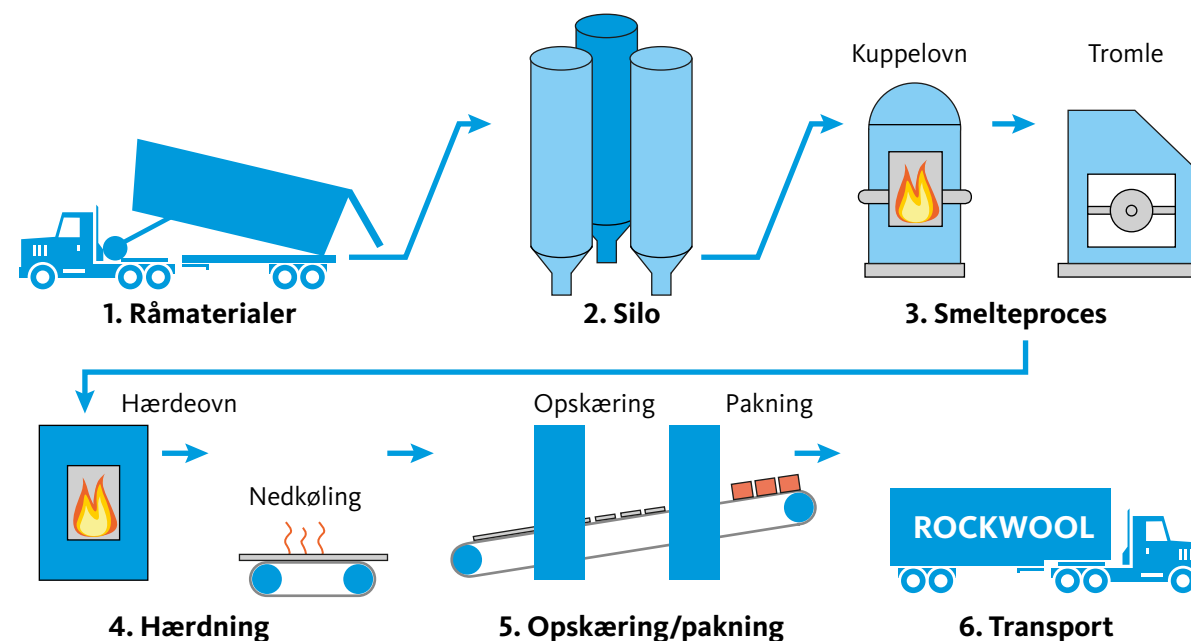 Kuppelovn
Tromle
1. Råmaterialer
2. Silo
3. Smelteproces
Hærdeovn
Opskæring
Pakning
Nedkøling
ROCKWOOL
4. Hærdning
5. Opskæring/pakning
6. Transport